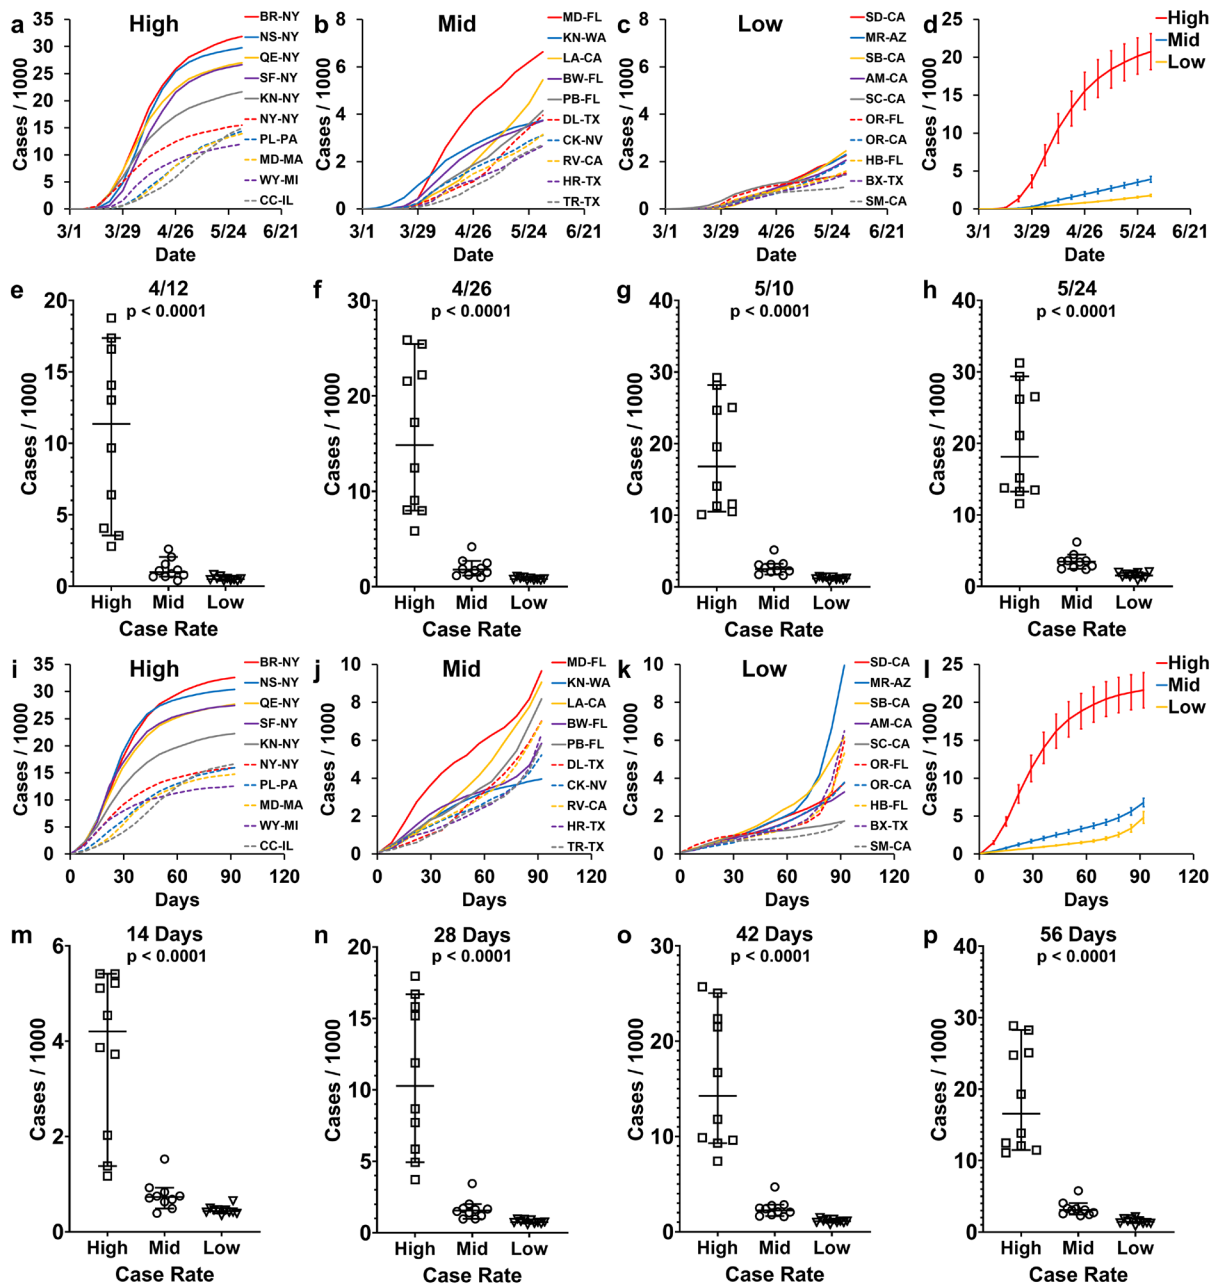 a High
Cases / 1000
35
30
25
20
15
10
5
0
3/1 3/29 4/26 5/24 6/21
Date
BR-NY
NS-NY
QE-NY
SF-NY
KN-NY
NY-NY
PL-PA
MD-MA
WY-MI
CC-IL
b Mid
Cases / 1000
8
6
4
2
0
3/1 3/29 4/26 5/24 6/21
Date
MD-FL
KN-WA
LA-CA
BW-FL
PB-FL
DL-TX
CK-NV
RV-CA
HR-TX
TR-TX
c Low
Cases / 1000
8
6
4
2
0
3/1 3/29 4/26 5/24 6/21
Date
SD-CA
MR-AZ
SB-CA
AM-CA
SC-CA
OR-FL
OR-CA
HB-FL
BX-TX
SM-CA
d
Cases / 1000
25
20
15
10
5
0
3/1 3/29 4/26 5/24 6/21
Date
High
Mid
Low
e 4/12
p < 0.0001
Cases / 1000
20
15
10
5
0
High Mid Low
Case Rate
f 4/26
p < 0.0001
Cases / 1000
30
20
10
0
High Mid Low
Case Rate
g 5/10
p < 0.0001
Cases / 1000
40
30
20
10
0
High Mid Low
Case Rate
h 5/24
p < 0.0001
Cases / 1000
40
30
20
10
0
High Mid Low
Case Rate
i High
Cases / 1000
35
30
25
20
15
10
5
0
0 30 60 90 120
Days
BR-NY
NS-NY
QE-NY
SF-NY
KN-NY
NY-NY
PL-PA
MD-MA
WY-MI
CC-IL
j Mid
Cases / 1000
10
8
6
4
2
0
0 30 60 90 120
Days
MD-FL
KN-WA
LA-CA
BW-FL
PB-FL
DL-TX
CK-NV
RV-CA
HR-TX
TR-TX
k Low
Cases / 1000
10
8
6
4
2
0
0 30 60 90 120
Days
SD-CA
MR-AZ
SB-CA
AM-CA
SC-CA
OR-FL
OR-CA
HB-FL
BX-TX
SM-CA
l
Cases / 1000
25
20
15
10
5
0
0 30 60 90 120
Days
High
Mid
Low
m 14 Days
p < 0.0001
Cases / 1000
6
4
2
0
High Mid Low
Case Rate
n 28 Days
p < 0.0001
Cases / 1000
20
15
10
5
0
High Mid Low
Case Rate
o 42 Days
p < 0.0001
Cases / 1000
30
20
10
0
High Mid Low
Case Rate
p 56 Days
p < 0.0001
Cases / 1000
40
30
20
10
0
High Mid Low
Case Rate